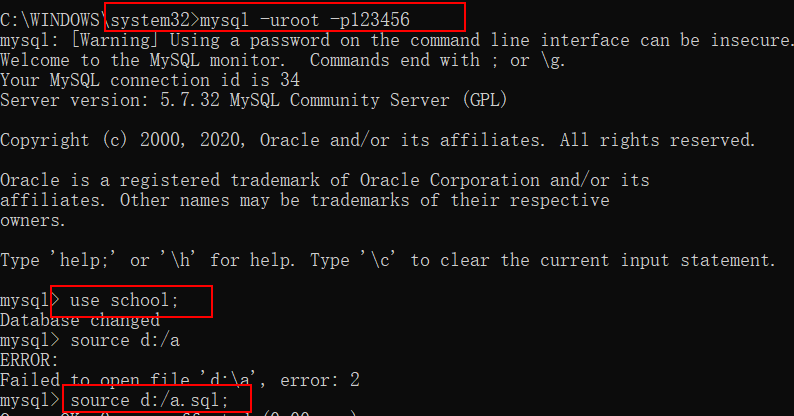 C:\WINDOWS\system32>mysql -uroot -p123456
mysql: [Warning] Using a password on the command line interface can be insecure.
Welcome to the MySQL monitor.  Commands end with ; or \g.
Your MySQL connection id is 34
Server version: 5.7.32 MySQL Community Server (GPL)
Copyright (c) 2000, 2020, Oracle and/or its affiliates. All rights reserved.
Oracle is a registered trademark of Oracle Corporation and/or its
affiliates. Other names may be trademarks of their respective
owners.
Type 'help;' or '\h' for help. Type '\c' to clear the current input statement.
mysql> use school;
Database changed
mysql> source d:/a
ERROR:
Failed to open file 'd:\a', error: 2
mysql> source d:/a.sql;